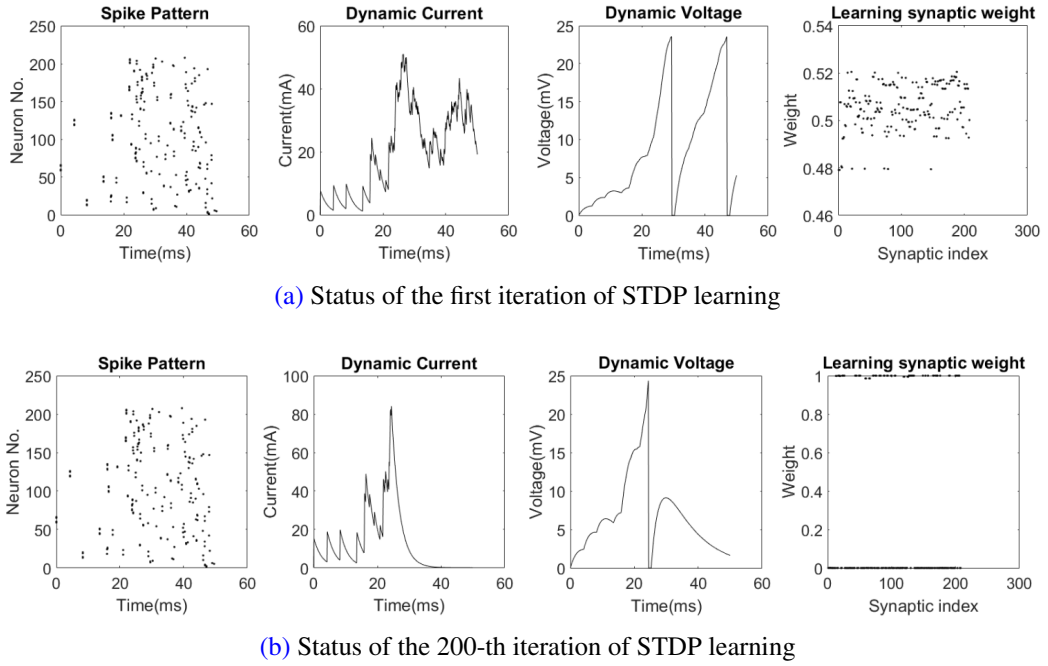 Spike Pattern
Dynamic Current
Dynamic Voltage
Learning synaptic weight
250
200
150
100
50
0
Neuron No.
0 20 40 60
Time(ms)
60
40
20
0
Cururent(mA)
0 20 40 60
Time(ms)
25
20
15
10
5
0
Voltage(mV)
0 20 40 60
Time(ms)
0.54
0.52
0.5
0.48
0.46
Weight
0 100 200 300
Synaptic index
(a) Status of the first iteration of STDP learning
Spike Pattern
Dynamic Current
Dynamic Voltage
Learning synaptic weight
250
200
150
100
50
0
Neuron No.
0 20 40 60
Time(ms)
100
80
60
40
20
0
Cururent(mA)
0 20 40 60
Time(ms)
25
20
15
10
5
0
Voltage(mV)
0 20 40 60
Time(ms)
1
0.8
0.6
0.4
0.2
0
Weight
0 100 200 300
Synaptic index
(b) Status of the 200-th iteration of STDP learning